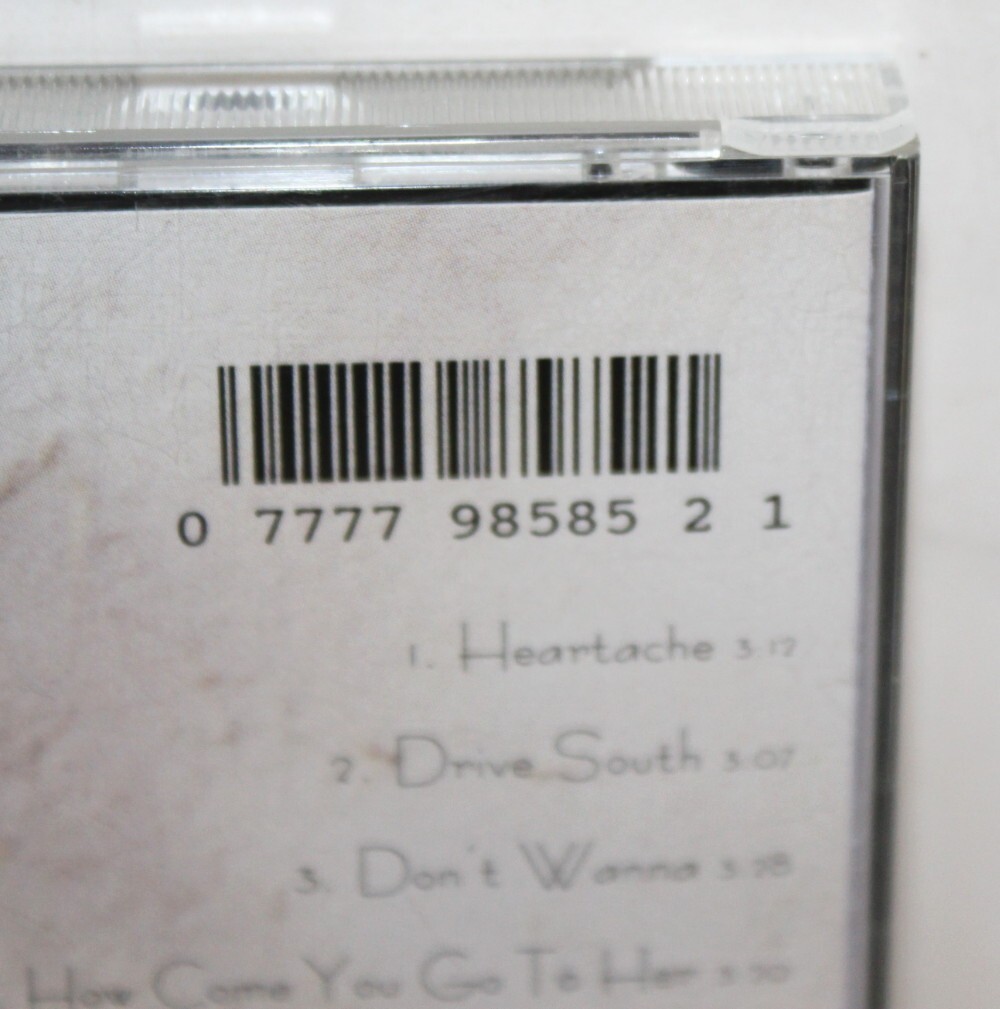 0 7777 98585 2 1
1. Heartache 3:17
2. Drive South 3:07
3. Don't Wanna
How Come You Go To Her